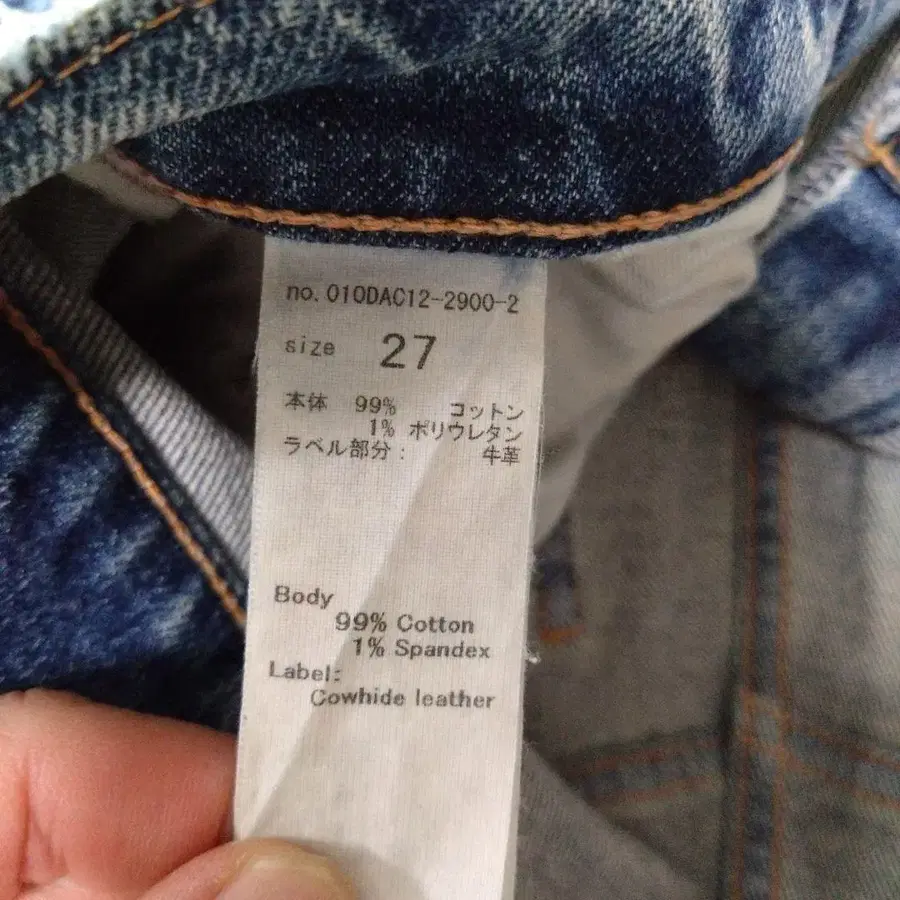 no. 010DAC12-2900-2
size 27
本体 99% コットン
1% ポリウレタン
ラベル部分: 牛革
Body
99% Cotton
1% Spandex
Label:
Cowhide leather